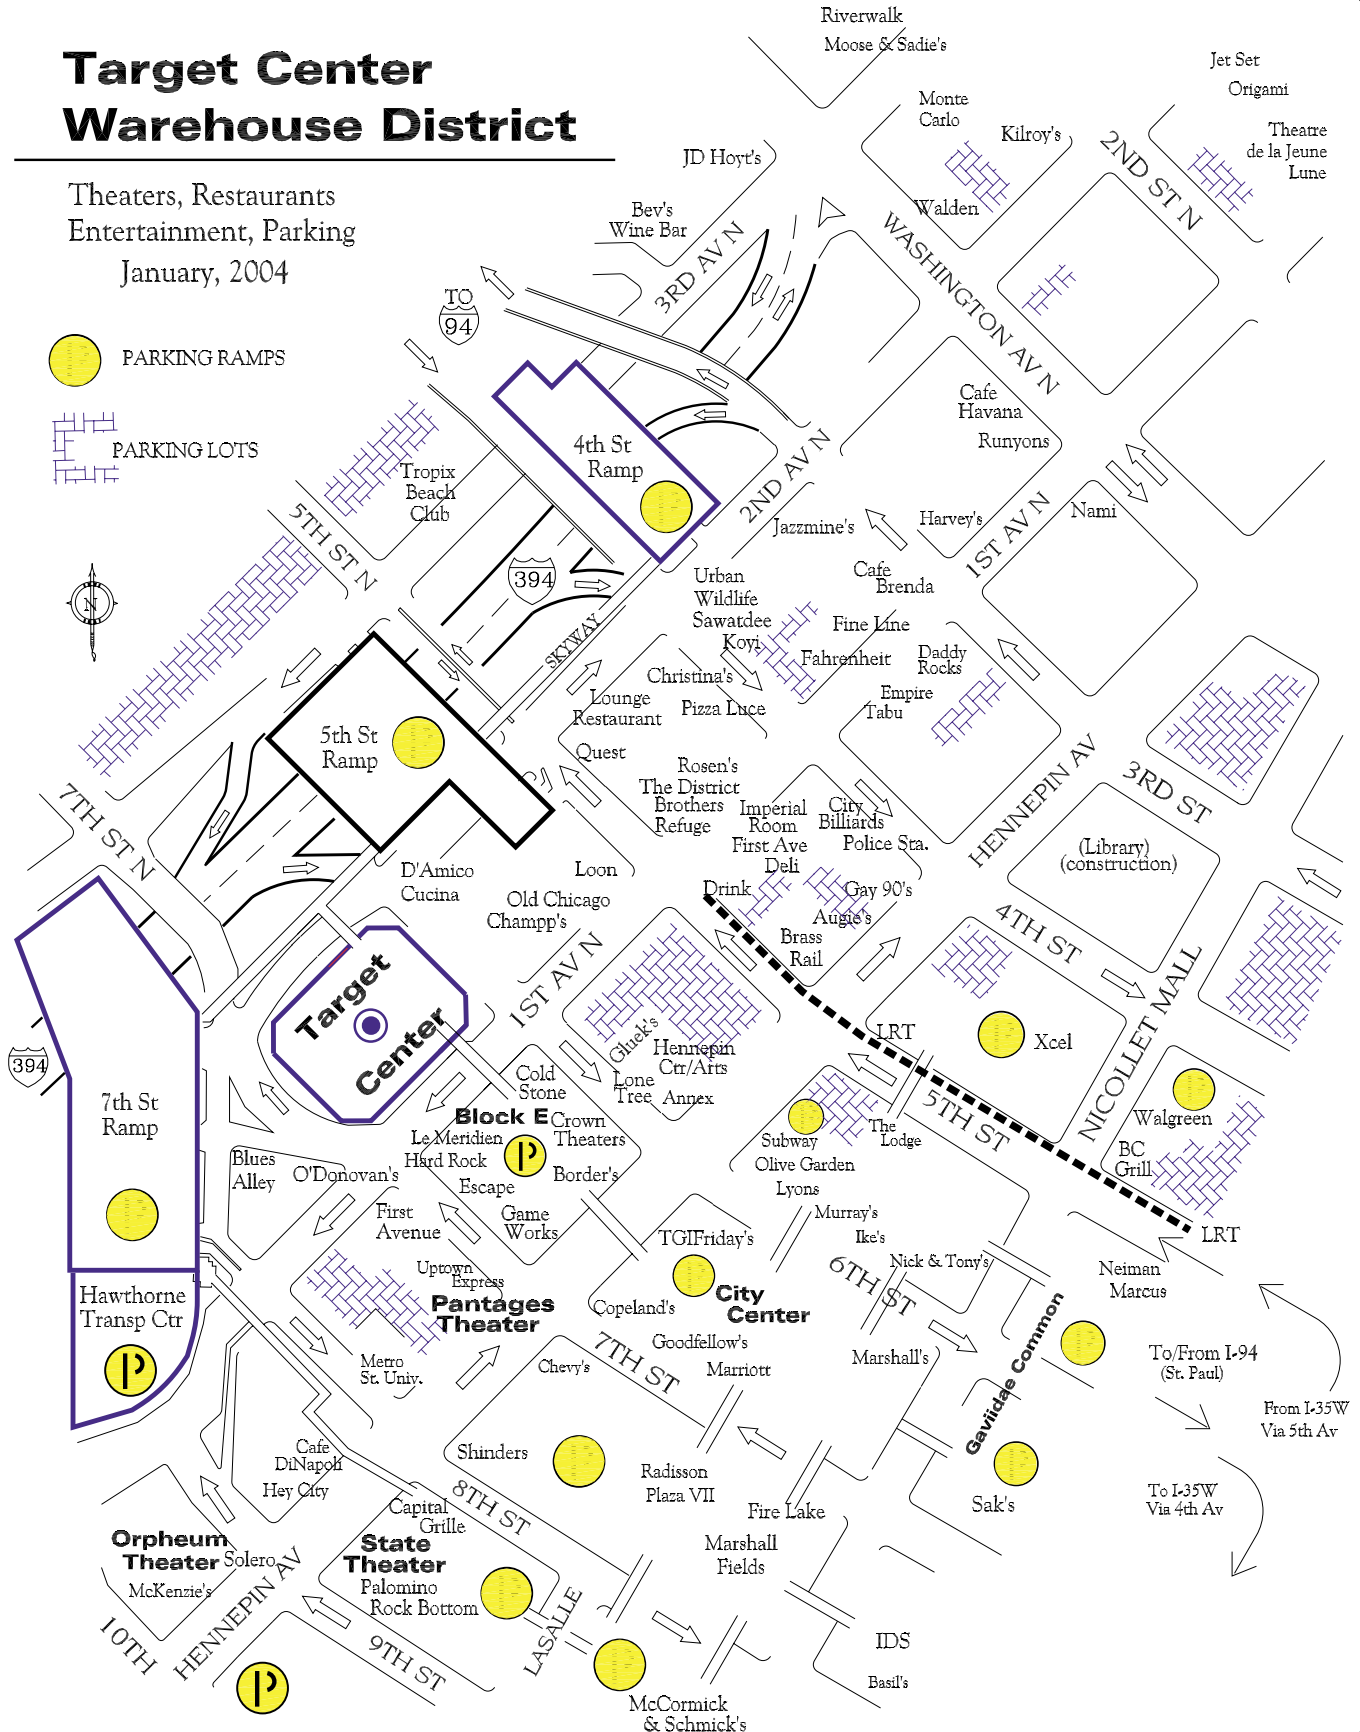 Target Center
Warehouse District
Theaters, Restaurants
Entertainment, Parking
January, 2004
PARKING RAMPS
PARKING LOTS
N
Riverwalk
Moose & Sadie's
Jet Set
Origami
Monte
Carlo
Kilroy's
2ND ST N
Theatre
de la Jeune
Lune
JD Hoyt's
Bev's
Wine Bar
Walden
3RD AV N
WASHINGTON AV N
TO
94
Cafe
Havana
Runyons
4th St
Ramp
2ND AV N
Tropix
Beach
Club
5TH ST N
Jazzmine's
Harvey's
Nami
1ST AV N
394
SKYWAY
Urban
Wildlife
Sawatdee
Koyi
Cafe
Brenda
Fine Line
Fahrenheit
Daddy
Rocks
Empire
Tabu
Christina's
Pizza Luce
Lounge
Restaurant
Quest
5th St
Ramp
Rosen's
The District
Brothers
Refuge
Imperial
Room
First Ave
Deli
City
Billiards
Police Sta.
HENNEPIN AV
3RD ST
(Library)
(construction)
7TH ST N
D'Amico
Cucina
Loon
Old Chicago
Champp's
Drink
Gay 90's
Augie's
Brass
Rail
4TH ST
1ST AV N
NICOLLET MALL
Target
Center
394
Gluek's
Hennepin
Ctr/Arts
Lone
Tree
Annex
LRT
Xcel
5TH ST
7th St
Ramp
Cold
Stone
Block E
Crown
Theaters
Le Meridien
Hard Rock
P
Escape
Border's
Game
Works
Subway
The
Lodge
Olive Garden
Lyons
Walgreen
BC
Grill
Blues
Alley
O'Donovan's
First
Avenue
Murray's
Ike's
6TH ST
Nick & Tony's
LRT
TGIFriday's
City
Center
Uptown
Express
Pantages
Theater
Copeland's
Goodfellow's
Neiman
Marcus
Hawthorne
Transp Ctr
P
Metro
St. Univ.
Chevy's
7TH ST
Marriott
Marshall's
Gaviidae Common
To/From I-94
(St. Paul)
From I-35W
Via 5th Av
Shinders
Radisson
Plaza VII
Cafe
DiNapoli
Hey City
Capital
Grille
8TH ST
Fire Lake
Sak's
To I-35W
Via 4th Av
Orpheum
Theater
Solero
McKenzie's
State
Theater
Palomino
Rock Bottom
Marshall
Fields
10TH
HENNEPIN AV
9TH ST
LASALLE
IDS
Basil's
P
McCormick
& Schmick's